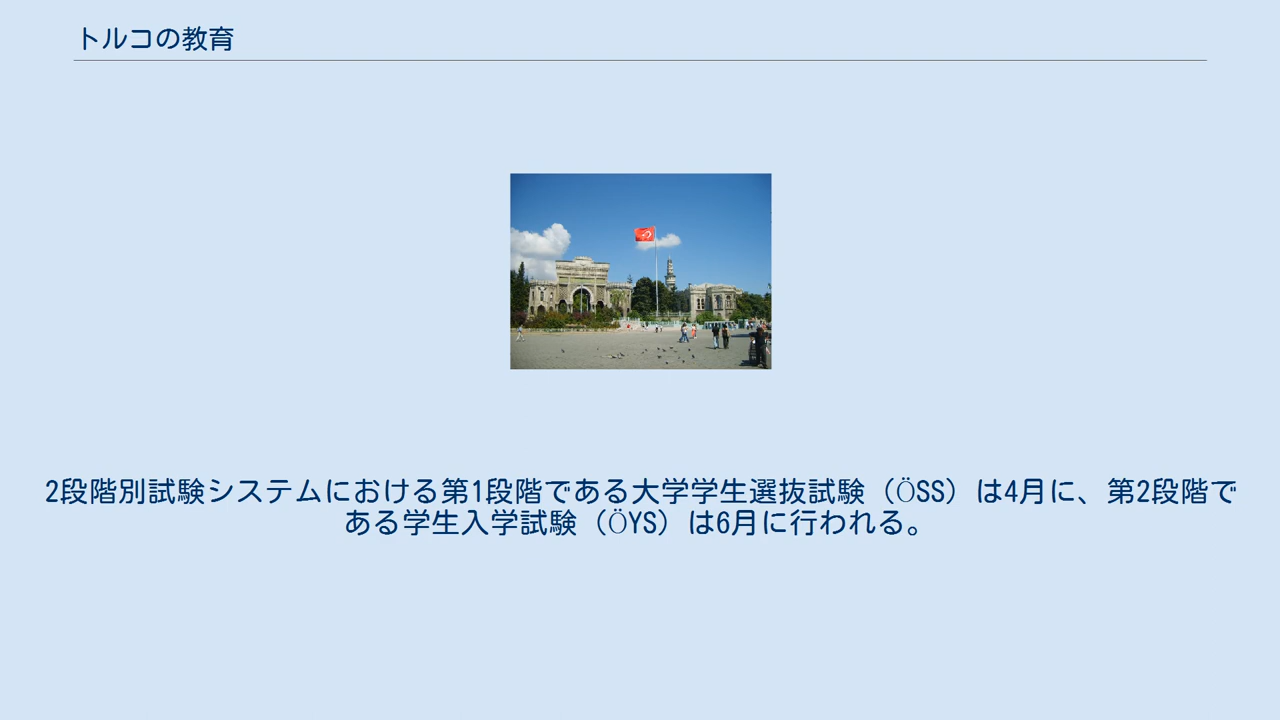 トルコの教育
2段階別試験システムにおける第1段階である大学学生選抜試験（ÖSS）は4月に、第2段階で
ある学生入学試験（ÖYS）は6月に行われる。